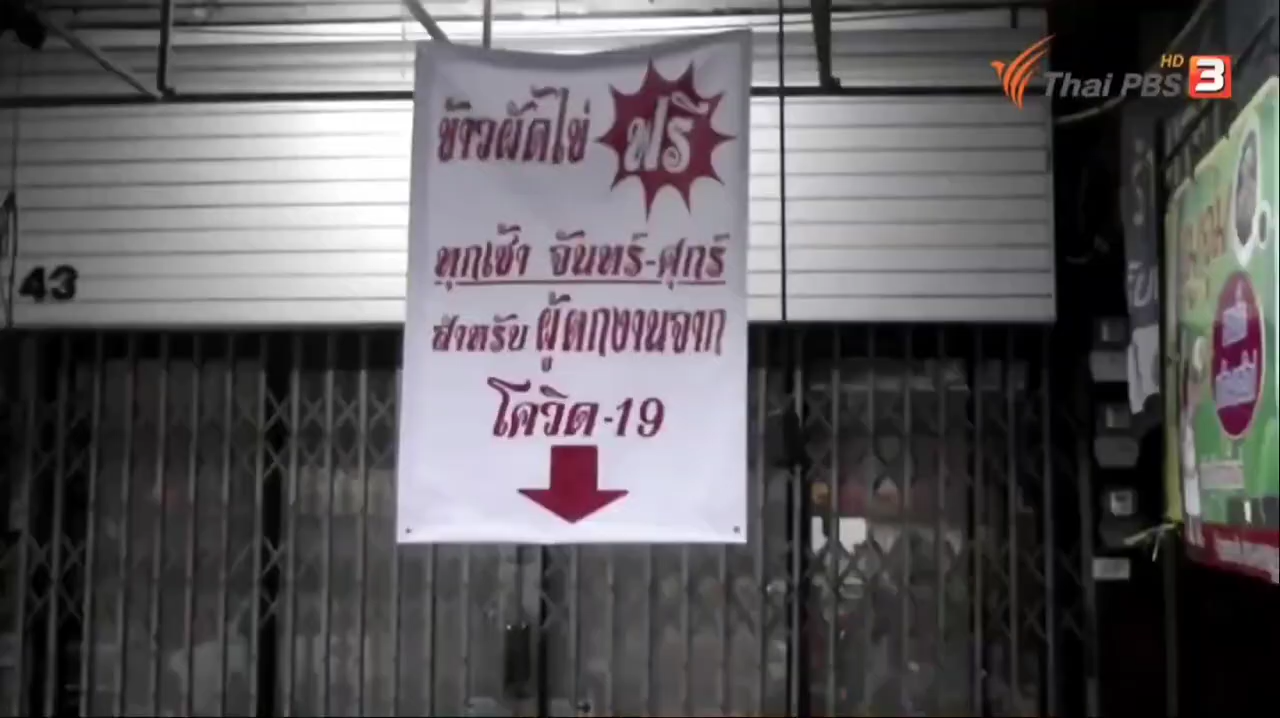 HD
Thai PBS 3
ข้าวผัดไข่ ฟรี
ทุกเช้า จันทร์-ศุกร์
สำหรับ ผู้ตกงานจาก
โควิด-19
43